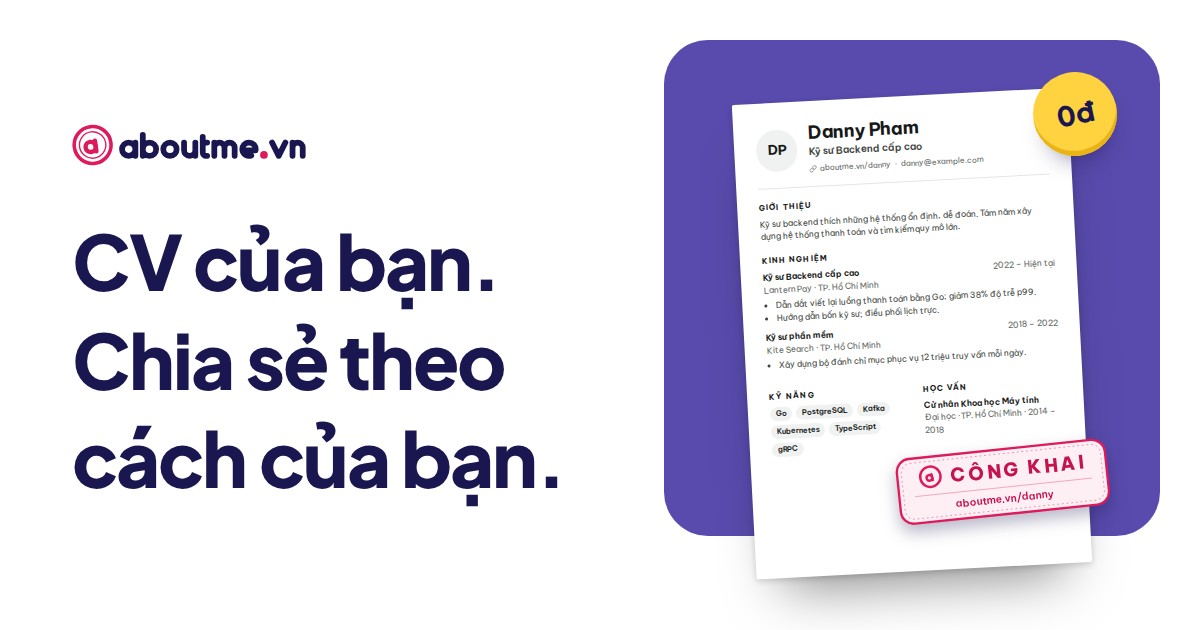 aboutme.vn
CV của bạn.
Chia sẻ theo
cách của bạn.
0đ
DP
Danny Pham
Kỹ sư Backend cấp cao
aboutme.vn/danny · danny@example.com
GIỚI THIỆU
Kỹ sư backend thích những hệ thống ổn định, dễ đoán. Tám năm xây
dựng hệ thống thanh toán và tìm kiếm quy mô lớn.
KINH NGHIỆM
Kỹ sư Backend cấp cao
2022 – Hiện tại
Lantern Pay · TP. Hồ Chí Minh
• Dẫn dắt viết lại luồng thanh toán bằng Go; giảm 38% độ trễ p99.
• Hướng dẫn bốn kỹ sư; điều phối lịch trực.
Kỹ sư phần mềm
2018 – 2022
Kite Search · TP. Hồ Chí Minh
• Xây dựng bộ đánh chỉ mục phục vụ 12 triệu truy vấn mỗi ngày.
KỸ NĂNG
Go PostgreSQL Kafka
Kubernetes TypeScript
gRPC
HỌC VẤN
Cử nhân Khoa học Máy tính
Đại học · TP. Hồ Chí Minh · 2014 –
2018
a CÔNG KHAI
aboutme.vn/danny